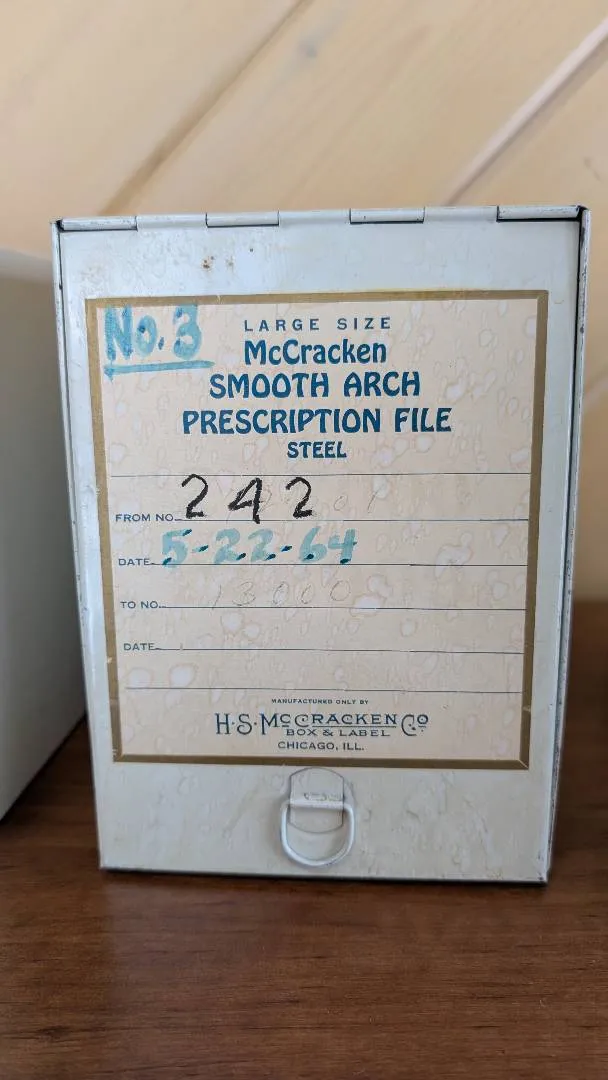 No. 3
LARGE SIZE
McCracken
SMOOTH ARCH
PRESCRIPTION FILE
STEEL
FROM NO. 242
DATE 5-22-64
TO NO. 13000
DATE
MANUFACTURED ONLY BY
H.S. McCRACKEN Co
BOX & LABEL
CHICAGO, ILL.